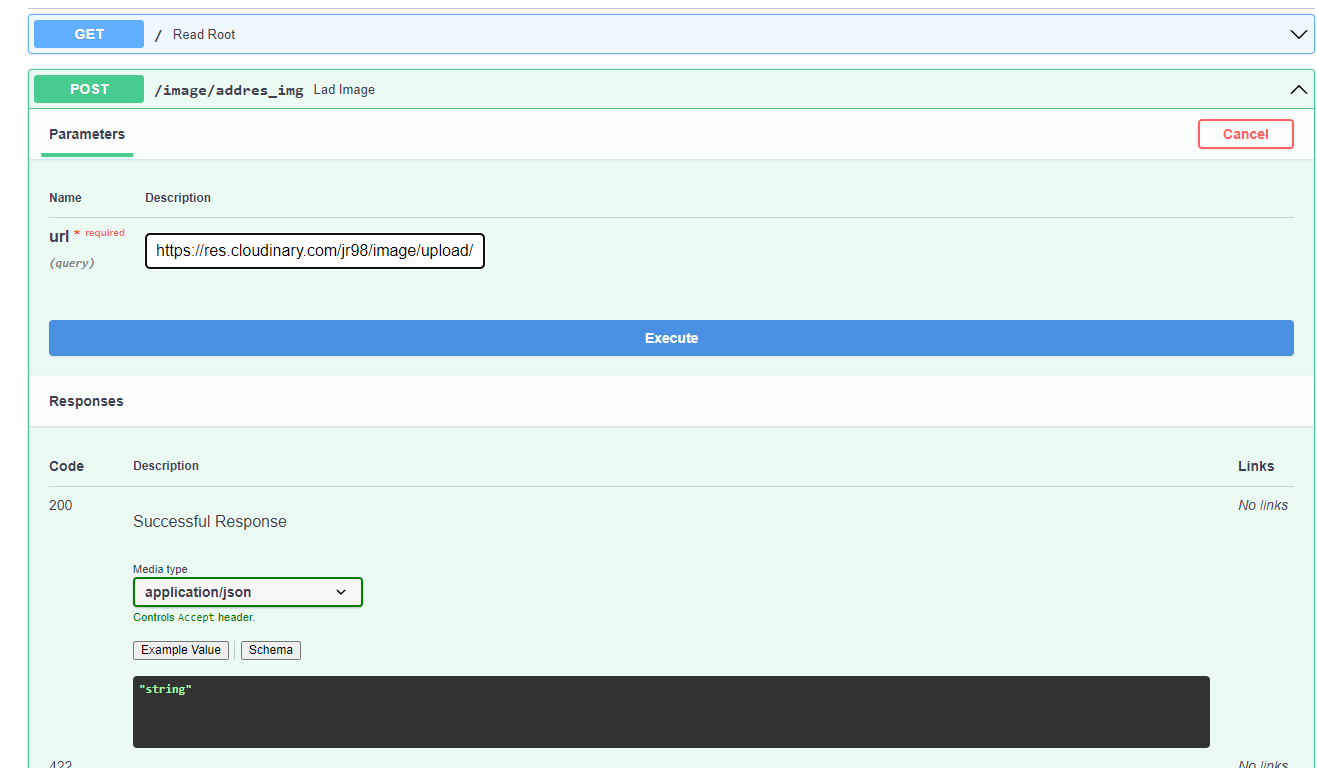 GET / Read Root
POST /image/addres_img Lad Image
Parameters Cancel
Name Description
url * required
(query)
https://res.cloudinary.com/jr98/image/upload/
Execute
Responses
Code Description Links
200 No links
Successful Response
Media type
application/json
Controls Accept header.
Example Value Schema
"string"
422 No links